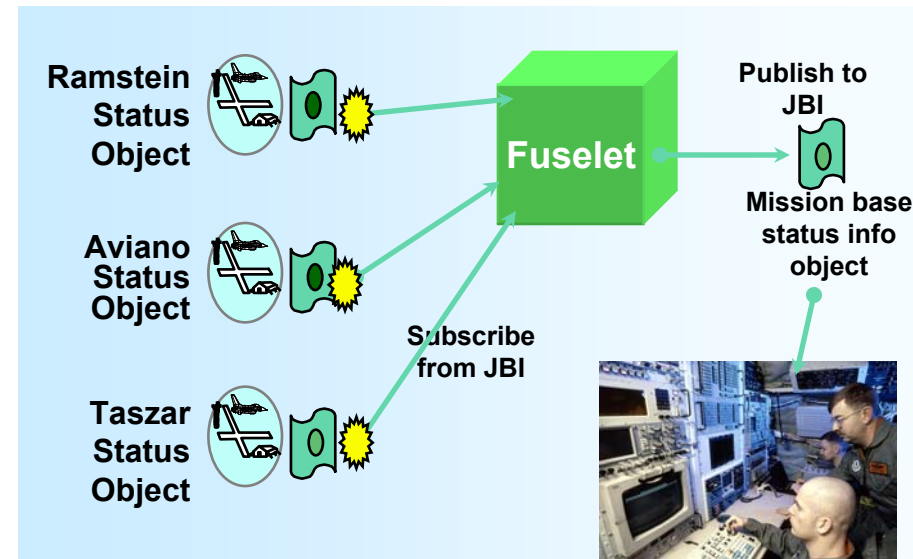 Ramstein
Status
Object
Aviano
Status
Object
Taszar
Status
Object
Subscribe
from JBI
Fuselet
Publish to
JBI
Mission base
status info
object